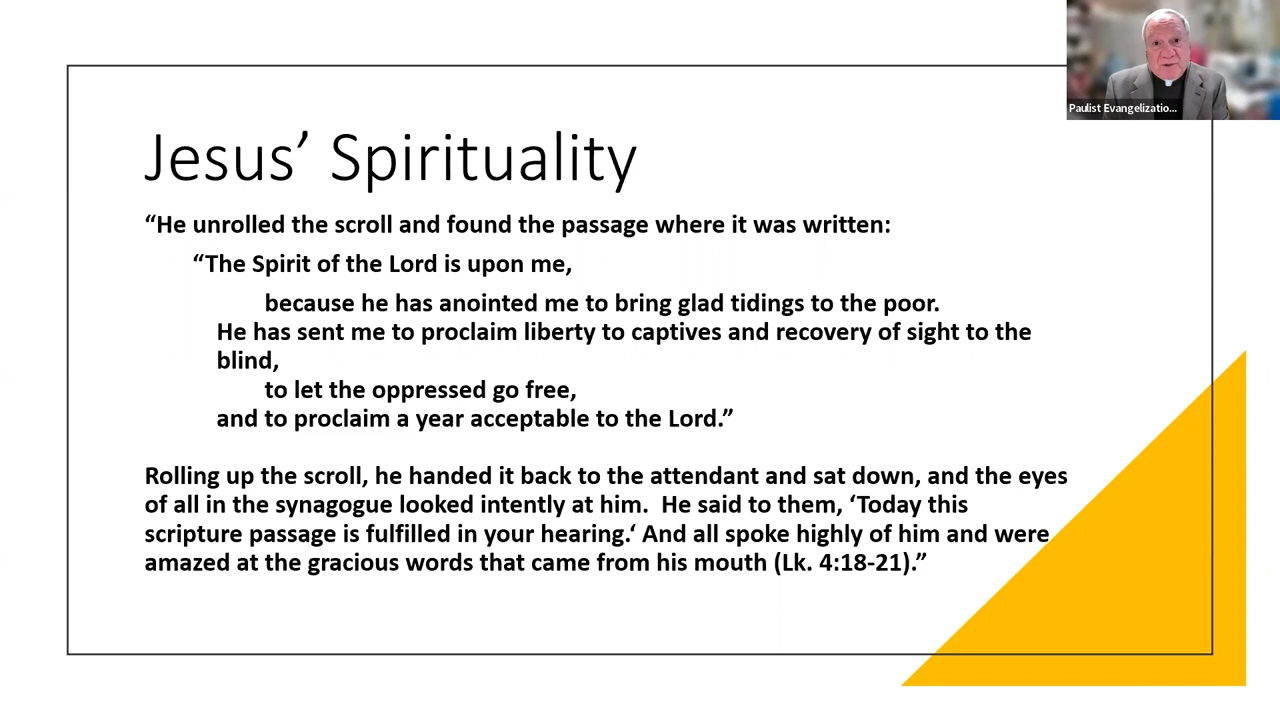 Paulist Evangelizatio...
Jesus’ Spirituality
“He unrolled the scroll and found the passage where it was written:
“The Spirit of the Lord is upon me,
because he has anointed me to bring glad tidings to the poor.
He has sent me to proclaim liberty to captives and recovery of sight to the
blind,
to let the oppressed go free,
and to proclaim a year acceptable to the Lord.”
Rolling up the scroll, he handed it back to the attendant and sat down, and the eyes
of all in the synagogue looked intently at him.  He said to them, ‘Today this
scripture passage is fulfilled in your hearing.‘ And all spoke highly of him and were
amazed at the gracious words that came from his mouth (Lk. 4:18-21).”